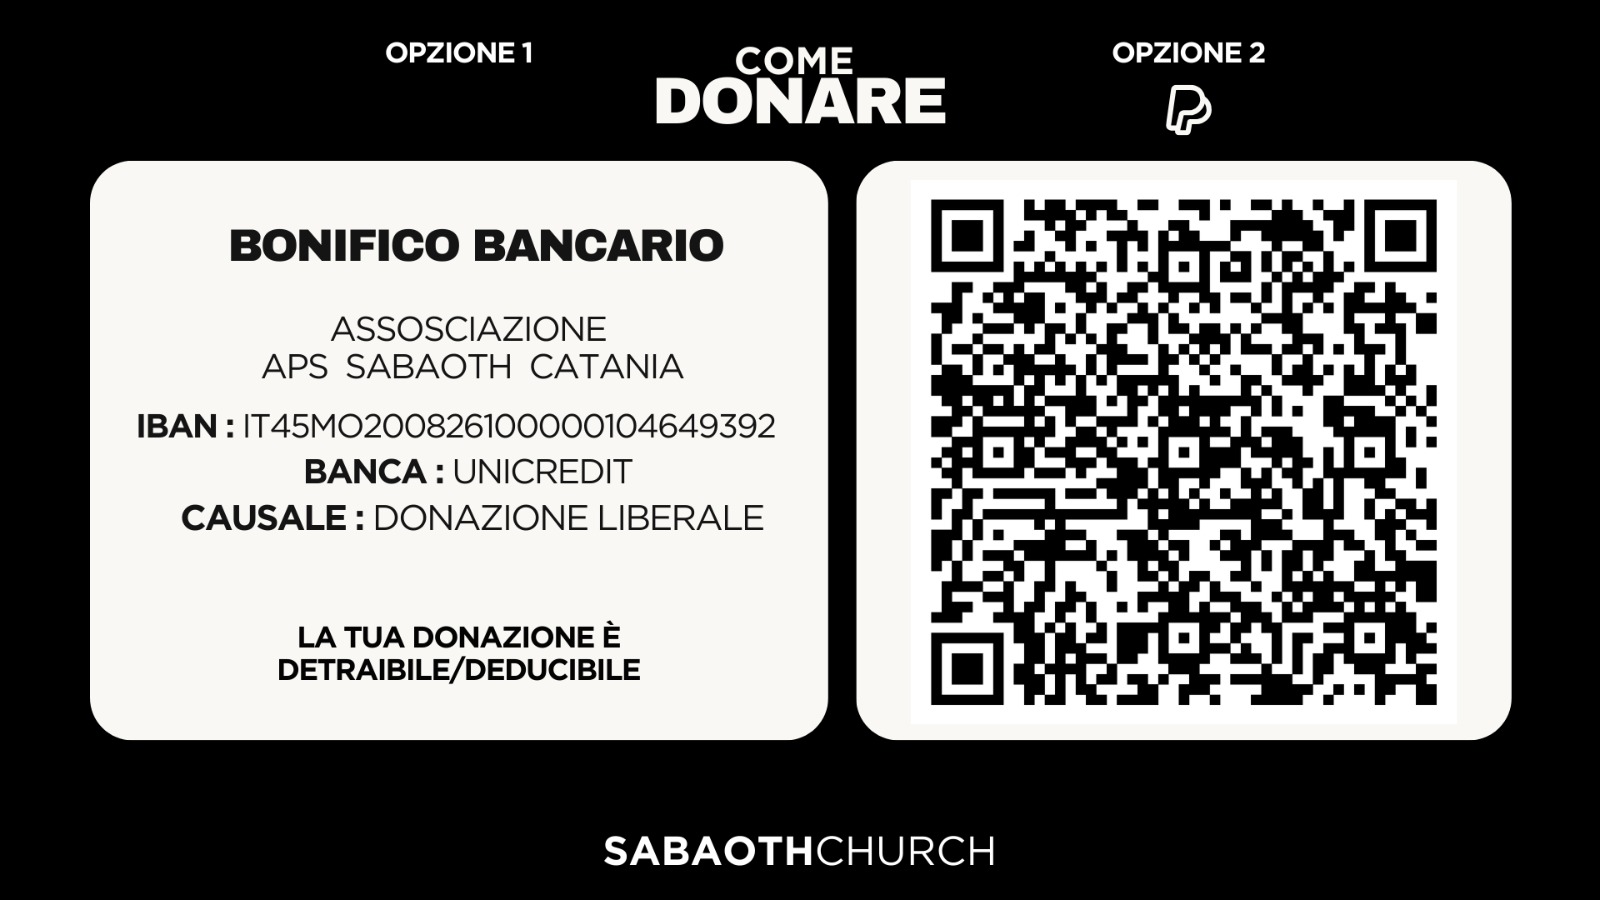 OPZIONE 1
COME
DONARE
OPZIONE 2
BONIFICO BANCARIO
ASSOSCIAZIONE
APS SABAOTH CATANIA
IBAN : IT45MO200826100000104649392
BANCA : UNICREDIT
CAUSALE : DONAZIONE LIBERALE
LA TUA DONAZIONE È
DETRAIBILE/DEDUCIBILE
SABAOTHCHURCH